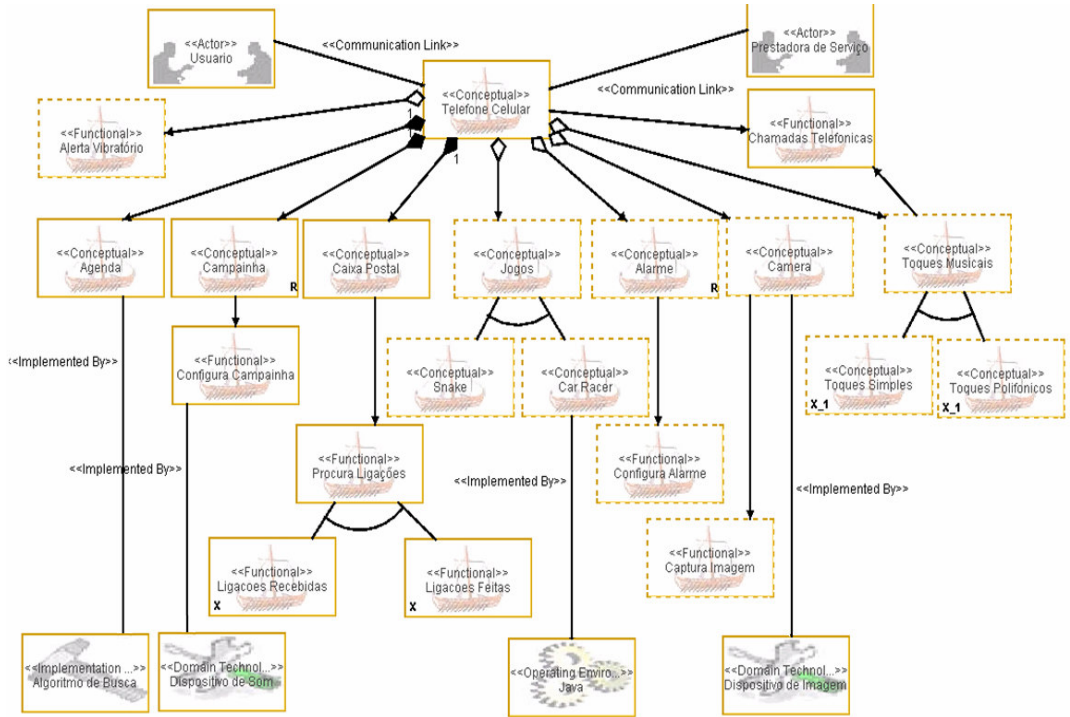 <<Actor>>
Usuario
<<Communication Link>>
<<Actor>>
Prestadora de Serviço
<<Conceptual>>
Telefone Celular
<<Communication Link>>
<<Functional>>
Alerta Vibratório
1
1
1
<<Functional>>
Chamadas Telefonicas
<<Conceptual>>
Agenda
<<Conceptual>>
Campainha
R
<<Conceptual>>
Caixa Postal
<<Conceptual>>
Jogos
<<Conceptual>>
Alarme
R
<<Conceptual>>
Camera
<<Conceptual>>
Toques Musicais
<<Implemented By>>
<<Functional>>
Configura Campainha
<<Conceptual>>
Snake
<<Conceptual>>
Car Racer
<<Conceptual>>
Toques Simples
X_1
<<Conceptual>>
Toques Polifónicos
X_1
<<Implemented By>>
<<Functional>>
Procura Ligações
<<Implemented By>>
<<Functional>>
Configura Alarme
<<Implemented By>>
<<Functional>>
Captura Imagem
<<Functional>>
Ligacoes Recebidas
X
<<Functional>>
Ligacoes Feitas
X
<<Implementation ...>>
Algoritmo de Busca
<<Domain Technol...>>
Dispositivo de Som
<<Operating Enviro...>>
Java
<<Domain Technol...>>
Dispositivo de Imagem